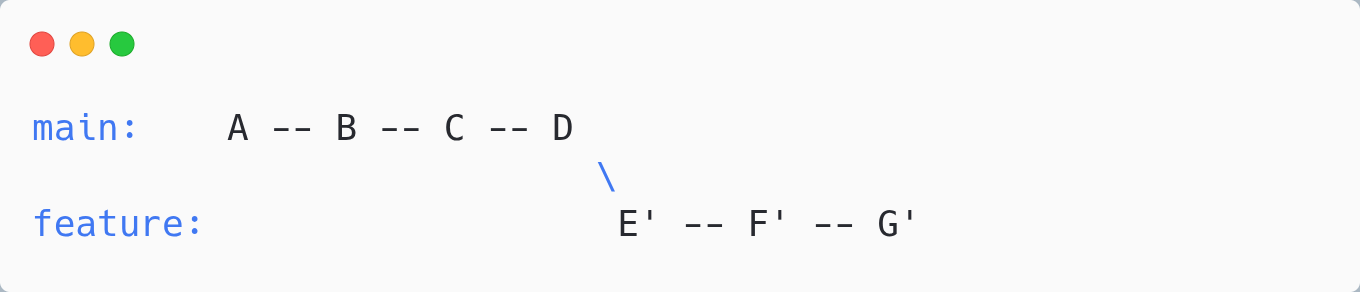 main:    A -- B -- C -- D
                          \
feature:                   E' -- F' -- G'